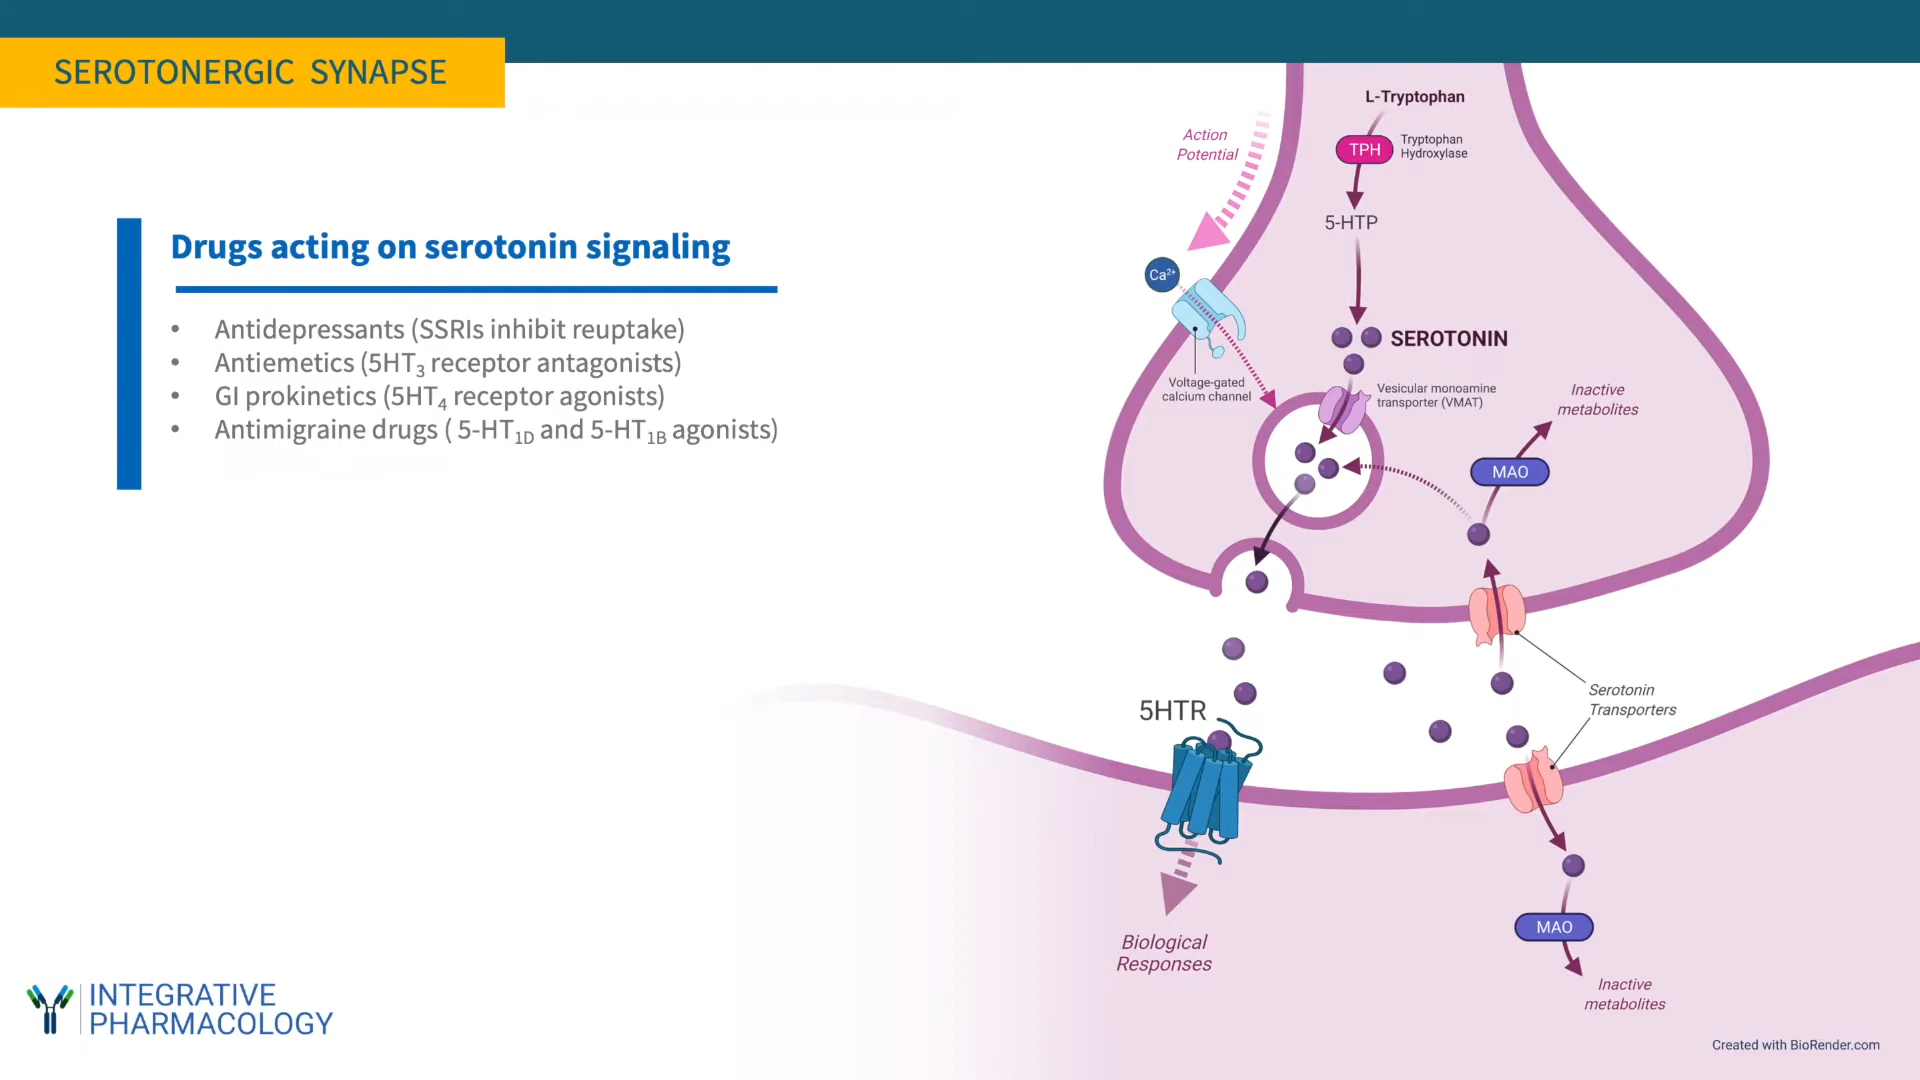 SEROTONERGIC SYNAPSE
Drugs acting on serotonin signaling
• Antidepressants (SSRIs inhibit reuptake)
• Antiemetics (5HT₃ receptor antagonists)
• GI prokinetics (5HT₄ receptor agonists)
• Antimigraine drugs ( 5-HT1D and 5-HT1B agonists)
L-Tryptophan
Action
Potential
TPH
Tryptophan
Hydroxylase
5-HTP
Ca²⁺
SEROTONIN
Voltage-gated
calcium channel
Vesicular monoamine
transporter (VMAT)
Inactive
metabolites
MAO
5HTR
Serotonin
Transporters
Biological
Responses
MAO
Inactive
metabolites
INTEGRATIVE
PHARMACOLOGY
Created with BioRender.com